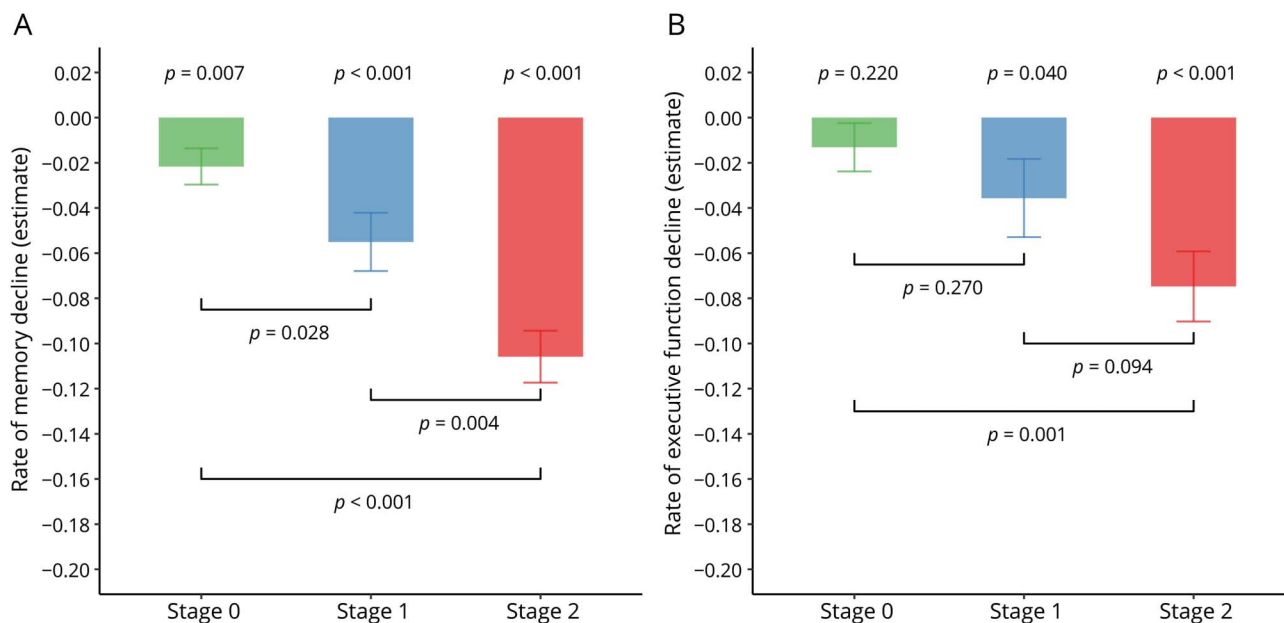 A
Rate of memory decline (estimate)
0.02
0.00
−0.02
−0.04
−0.06
−0.08
−0.10
−0.12
−0.14
−0.16
−0.18
−0.20
p = 0.007
p < 0.001
p < 0.001
p = 0.028
p = 0.004
p < 0.001
Stage 0
Stage 1
Stage 2
B
Rate of executive function decline (estimate)
0.02
0.00
−0.02
−0.04
−0.06
−0.08
−0.10
−0.12
−0.14
−0.16
−0.18
−0.20
p = 0.220
p = 0.040
p < 0.001
p = 0.270
p = 0.094
p = 0.001
Stage 0
Stage 1
Stage 2